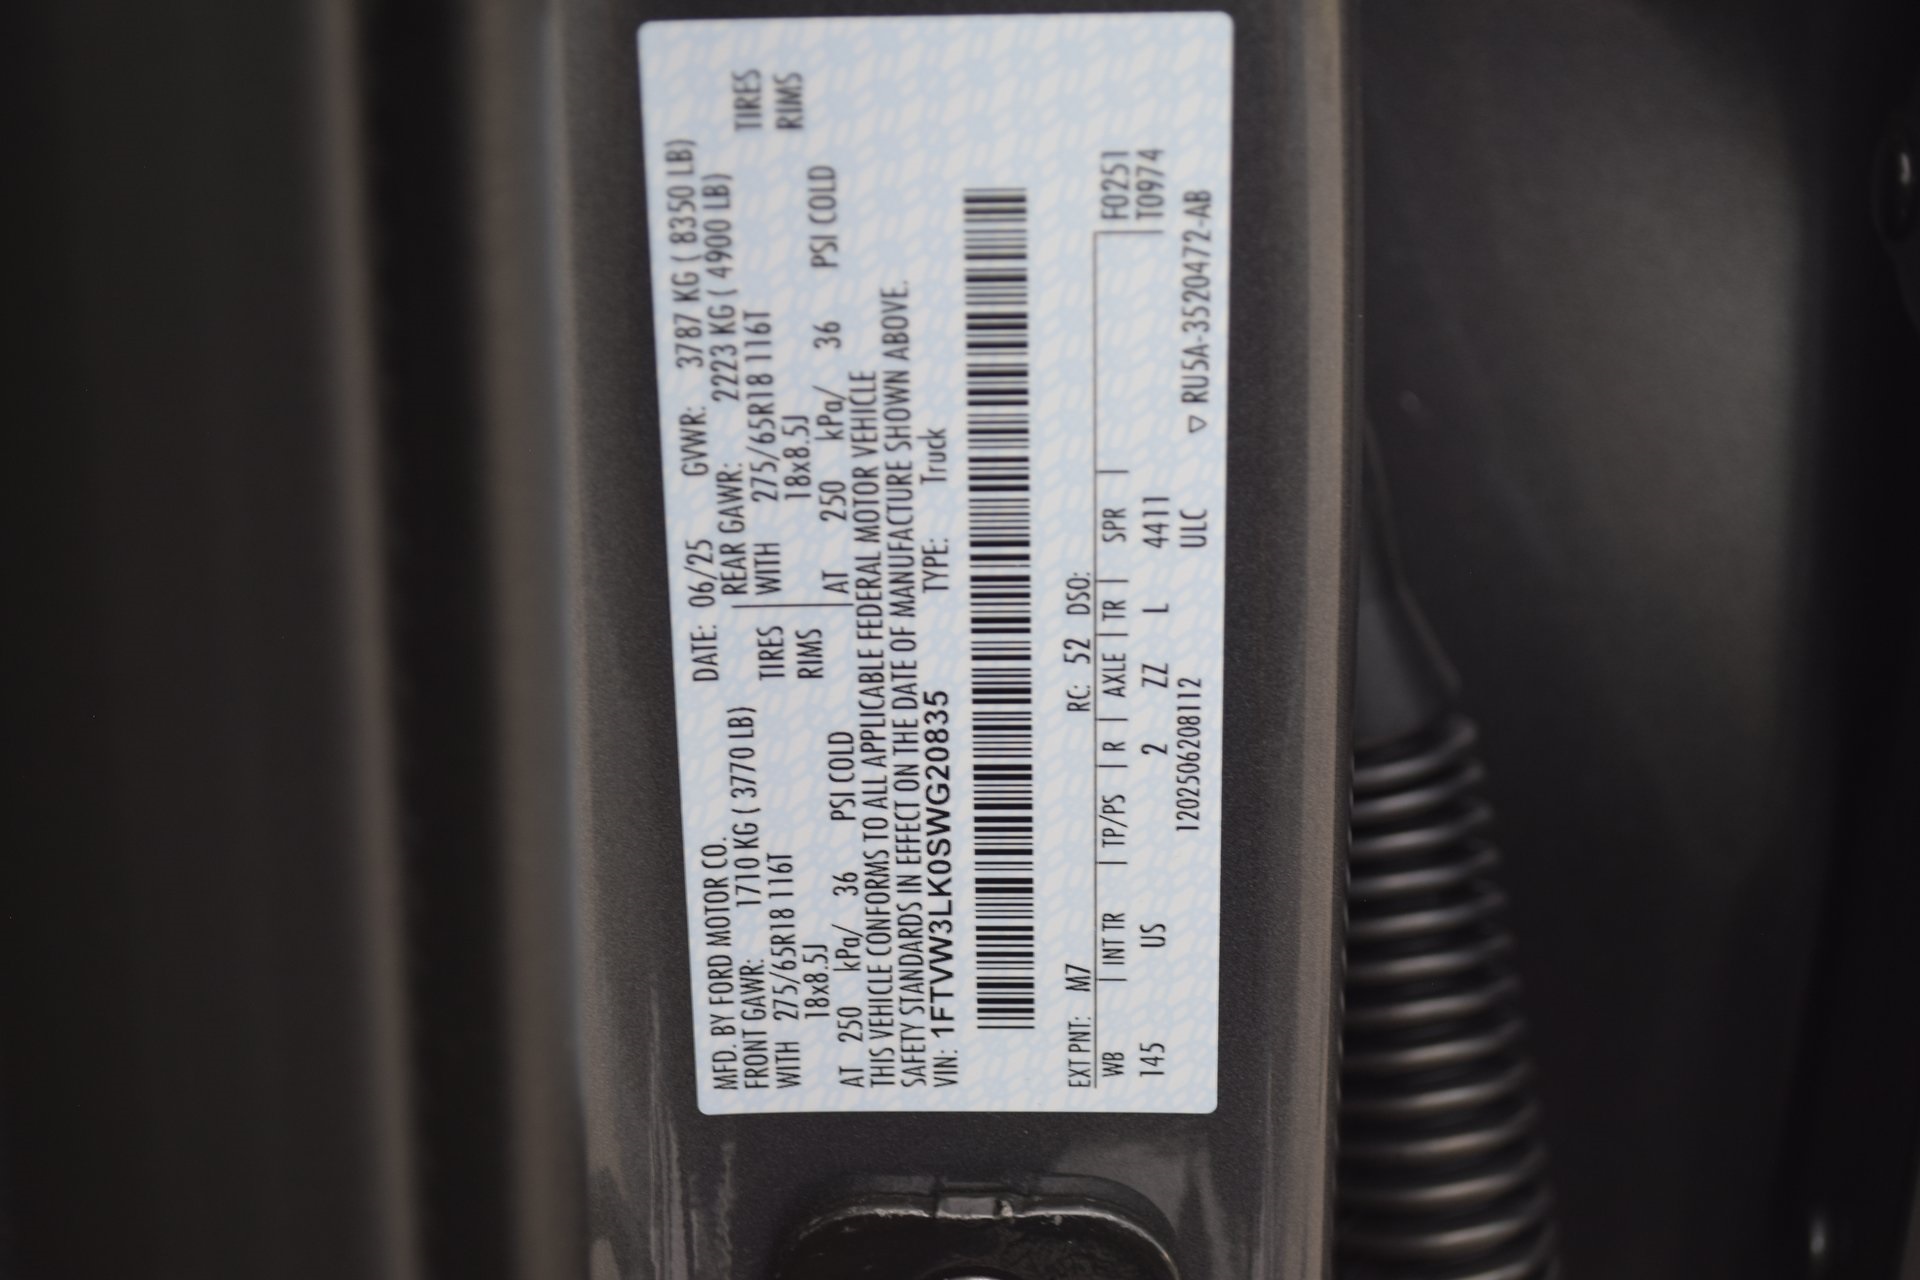 MFD. BY FORD MOTOR CO.
DATE: 06/25 GVWR: 3787 KG ( 8350 LB)
FRONT GAWR: 1710 KG ( 3770 LB)
REAR GAWR: 2223 KG ( 4900 LB)
WITH 275/65R18 116T TIRES
WITH 275/65R18 116T TIRES
18x8.5J RIMS
18x8.5J RIMS
AT 250 kPa/ 36 PSI COLD
AT 250 kPa/ 36 PSI COLD
THIS VEHICLE CONFORMS TO ALL APPLICABLE FEDERAL MOTOR VEHICLE
SAFETY STANDARDS IN EFFECT ON THE DATE OF MANUFACTURE SHOWN ABOVE.
VIN: 1FTVW3LK0SWG20835 TYPE: Truck
EXT PNT: M7 RC: 52 DSO:
WB | INT TR | TP/PS | R | AXLE | TR | SPR | F0251
145 US 2 ZZ L 4411 T0974
1202506208112 ULC ▽ RU5A-3520472-AB